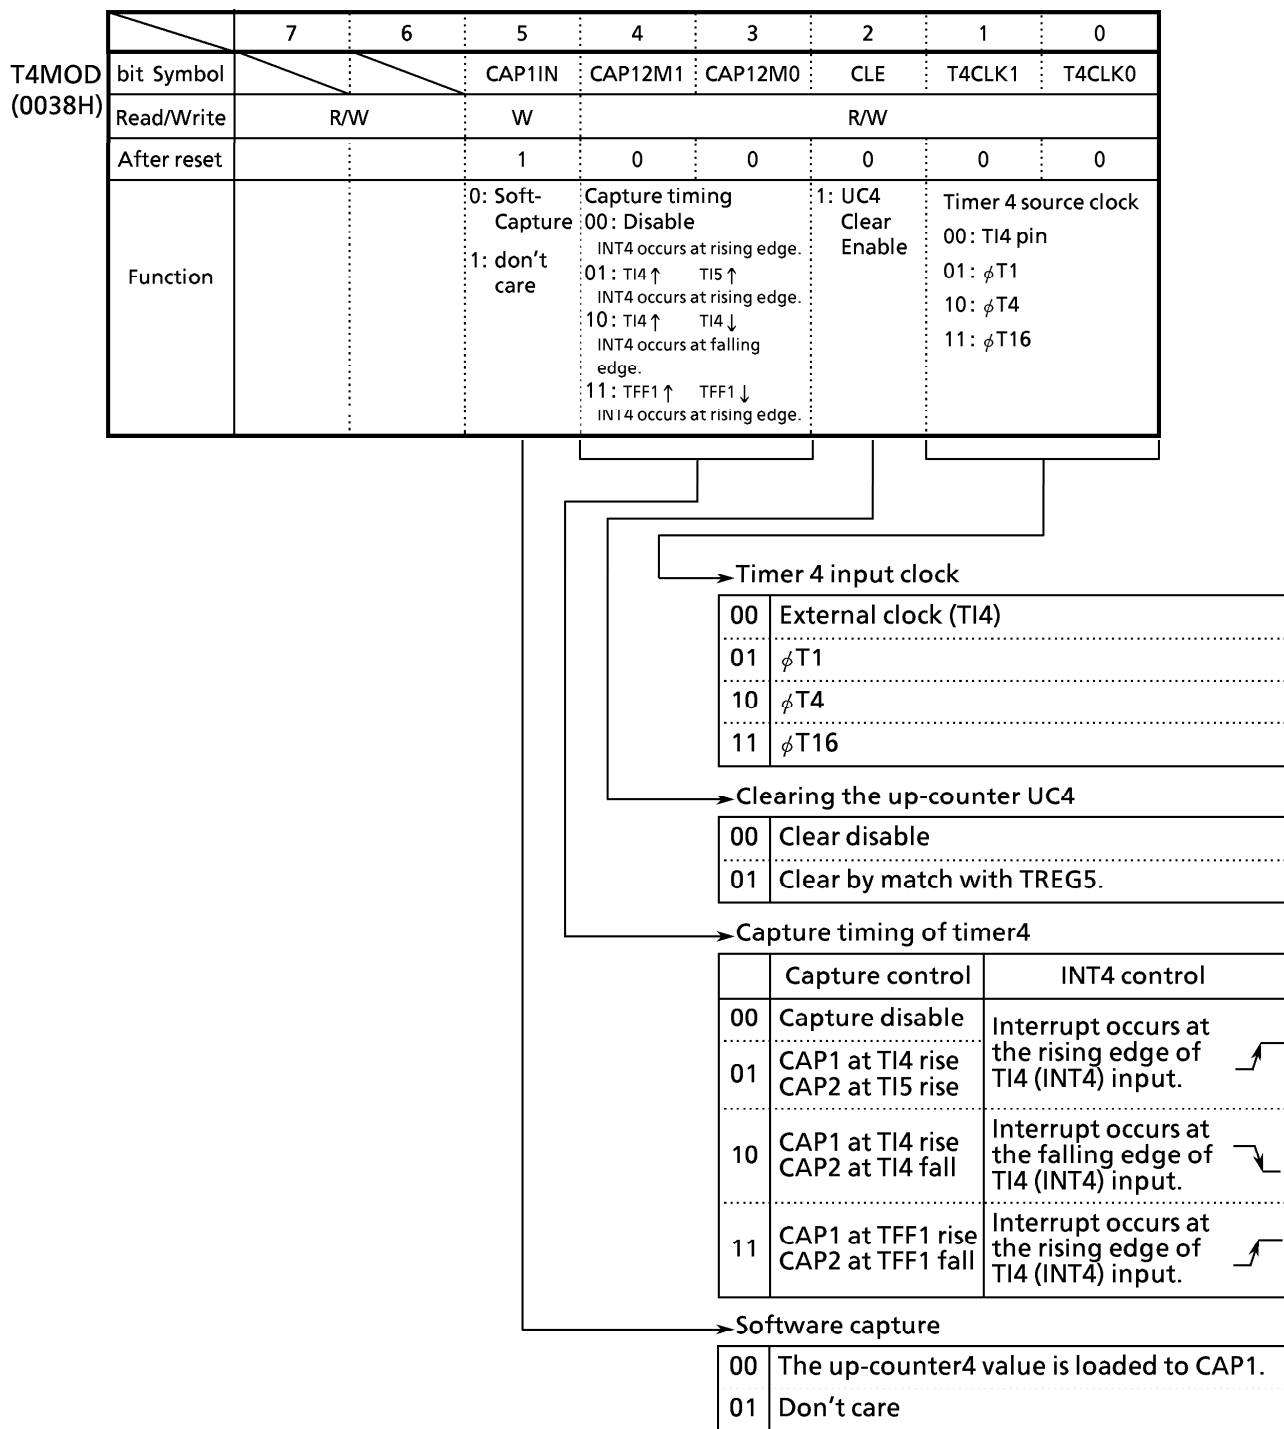 7 6 5 4 3 2 1 0
T4MOD
(0038H)
bit Symbol CAP1IN CAP12M1 CAP12M0 CLE T4CLK1 T4CLK0
Read/Write R/W W R/W
After reset 1 0 0 0 0 0
Function
0: Soft-
Capture
1: don't
care
Capture timing
00: Disable
INT4 occurs at rising edge.
01: TI4↑ TI5↑
INT4 occurs at rising edge.
10: TI4↑ TI4↓
INT4 occurs at falling
edge.
11: TFF1↑ TFF1↓
INT4 occurs at rising edge.
1: UC4
Clear
Enable
Timer 4 source clock
00: TI4 pin
01: ϕT1
10: ϕT4
11: ϕT16
Timer 4 input clock
00 External clock (TI4)
01 ϕT1
10 ϕT4
11 ϕT16
Clearing the up-counter UC4
00 Clear disable
01 Clear by match with TREG5.
Capture timing of timer4
Capture control INT4 control
00 Capture disable
01 CAP1 at TI4 rise
CAP2 at TI5 rise
Interrupt occurs at
the rising edge of
TI4 (INT4) input.
10 CAP1 at TI4 rise
CAP2 at TI4 fall
Interrupt occurs at
the falling edge of
TI4 (INT4) input.
11 CAP1 at TFF1 rise
CAP2 at TFF1 fall
Interrupt occurs at
the rising edge of
TI4 (INT4) input.
Software capture
00 The up-counter4 value is loaded to CAP1.
01 Don't care